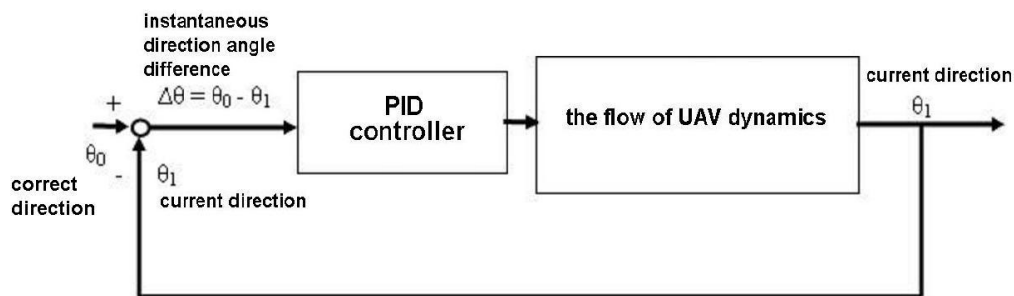 instantaneous
direction angle
difference
Δθ = θ₀ - θ₁
+
θ₀
-
correct
direction
θ₁
current direction
PID
controller
the flow of UAV dynamics
current direction
θ₁